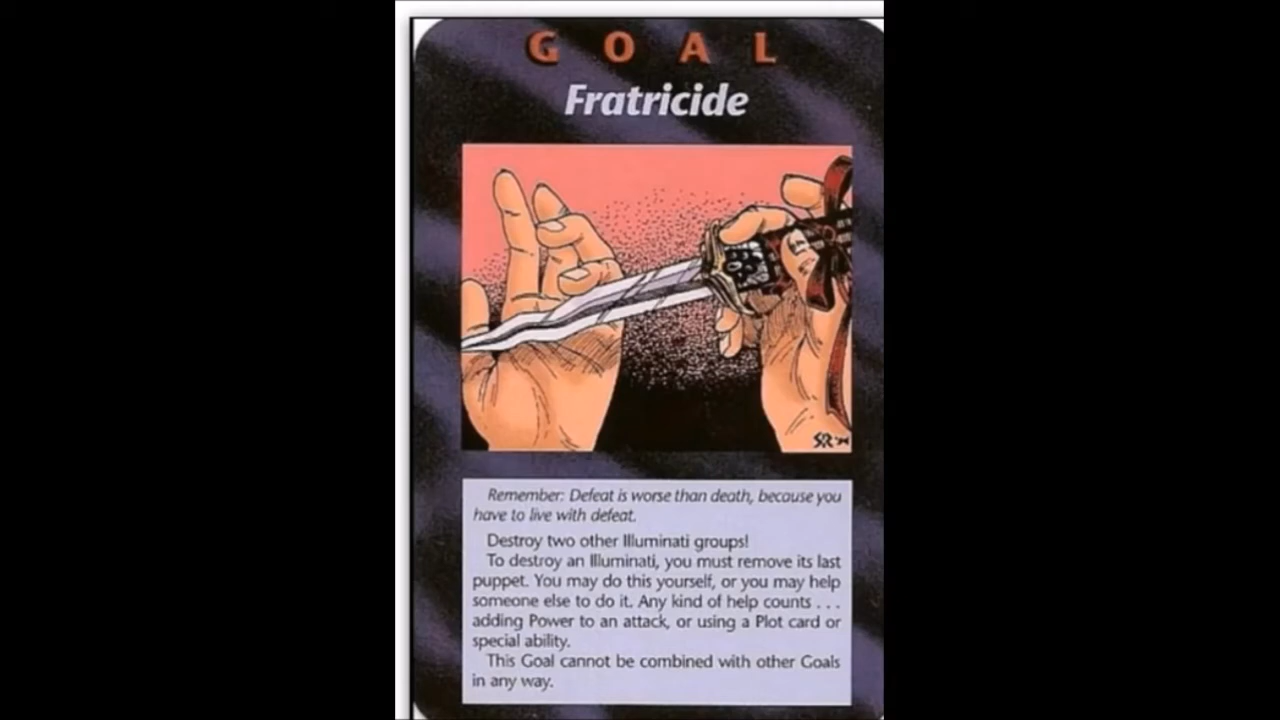 GOAL
Fratricide
SR '94
Remember: Defeat is worse than death, because you
have to live with defeat.
Destroy two other Illuminati groups!
To destroy an Illuminati, you must remove its last
puppet. You may do this yourself, or you may help
someone else to do it. Any kind of help counts . . .
adding Power to an attack, or using a Plot card or
special ability.
This Goal cannot be combined with other Goals
in any way.